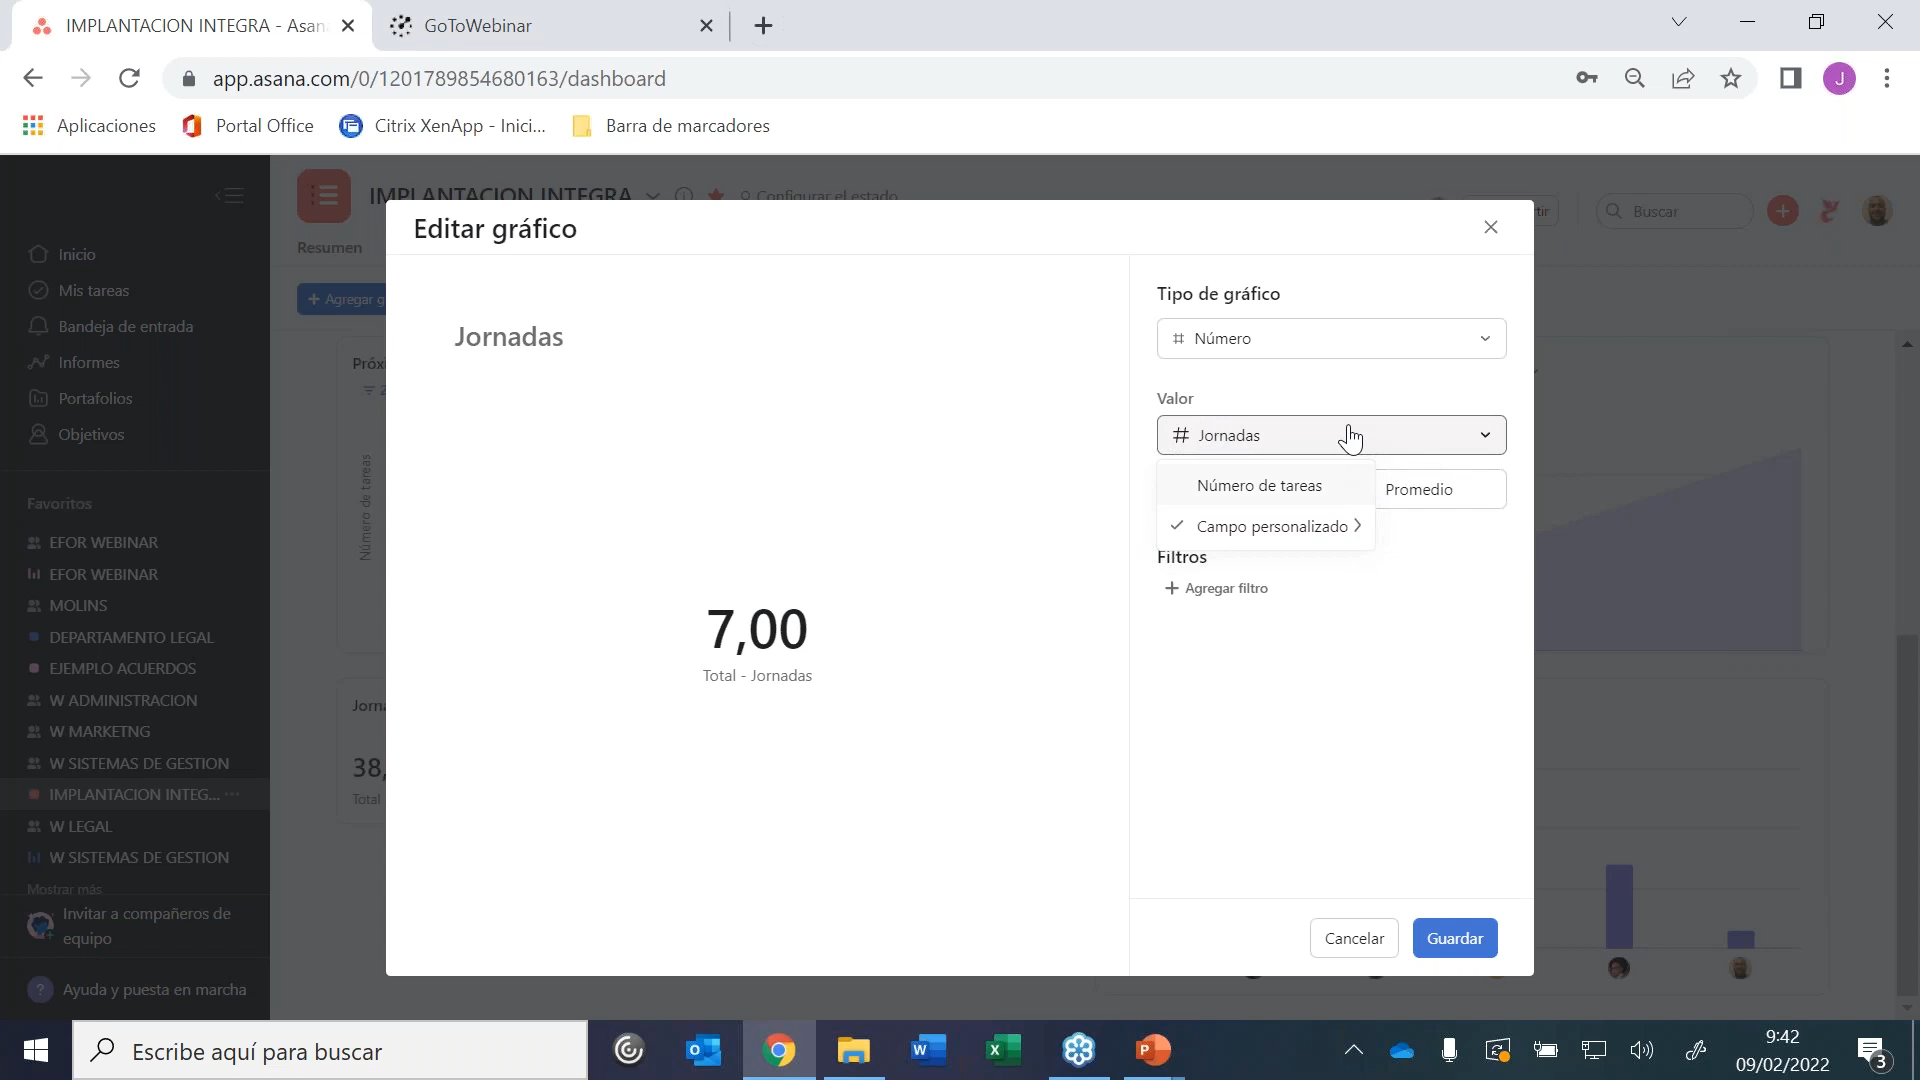 IMPLANTACION INTEGRA - Asan
GoToWebinar
app.asana.com/0/1201789854680163/dashboard
J
Aplicaciones
Portal Office
Citrix XenApp - Inici...
Barra de marcadores
IMPLANTACION INTEGRA
Configurar el estado
tir
Buscar
Resumen
Editar gráfico
Inicio
Mis tareas
Bandeja de entrada
Informes
Portafolios
Objetivos
Favoritos
EFOR WEBINAR
EFOR WEBINAR
MOLINS
DEPARTAMENTO LEGAL
EJEMPLO ACUERDOS
W ADMINISTRACION
W MARKETNG
W SISTEMAS DE GESTION
IMPLANTACION INTEG... ···
W LEGAL
W SISTEMAS DE GESTION
Mostrar más
Invitar a compañeros de
equipo
? Ayuda y puesta en marcha
+ Agregar g
Próxi
2
Número de tareas
Jorna
38,
Total
Jornadas
7,00
Total - Jornadas
Tipo de gráfico
# Número
Valor
# Jornadas
Número de tareas
Campo personalizado
Promedio
Filtros
+ Agregar filtro
Cancelar
Guardar
Escribe aquí para buscar
9:42
09/02/2022
3